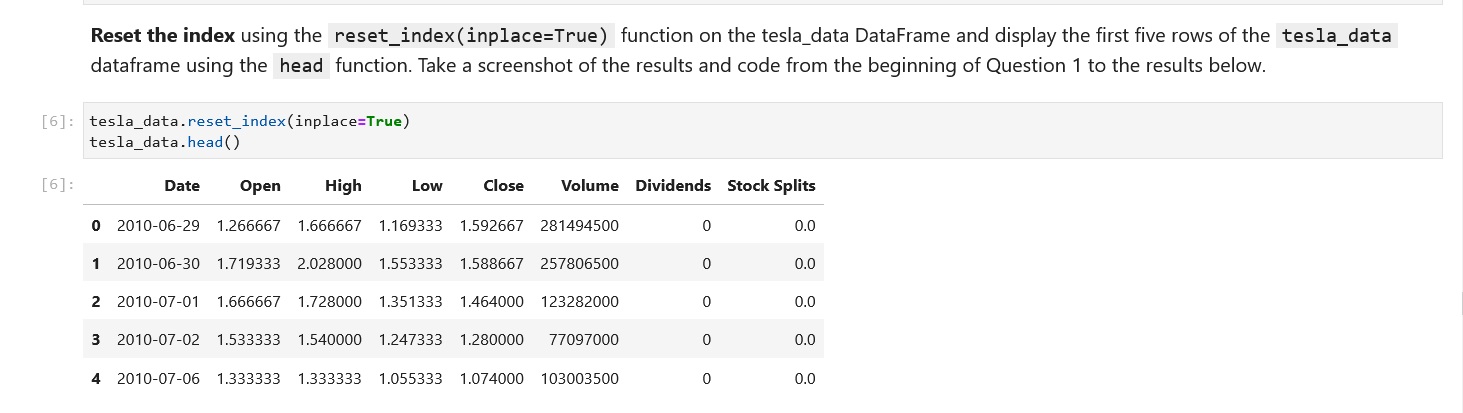 Reset the index using the reset_index(inplace=True) function on the tesla_data DataFrame and display the first five rows of the tesla_data
dataframe using the head function. Take a screenshot of the results and code from the beginning of Question 1 to the results below.
[6]: tesla_data.reset_index(inplace=True)
tesla_data.head()
[6]: Date Open High Low Close Volume Dividends Stock Splits
0 2010-06-29 1.266667 1.666667 1.169333 1.592667 281494500 0 0.0
1 2010-06-30 1.719333 2.028000 1.553333 1.588667 257806500 0 0.0
2 2010-07-01 1.666667 1.728000 1.351333 1.464000 123282000 0 0.0
3 2010-07-02 1.533333 1.540000 1.247333 1.280000 77097000 0 0.0
4 2010-07-06 1.333333 1.333333 1.055333 1.074000 103003500 0 0.0